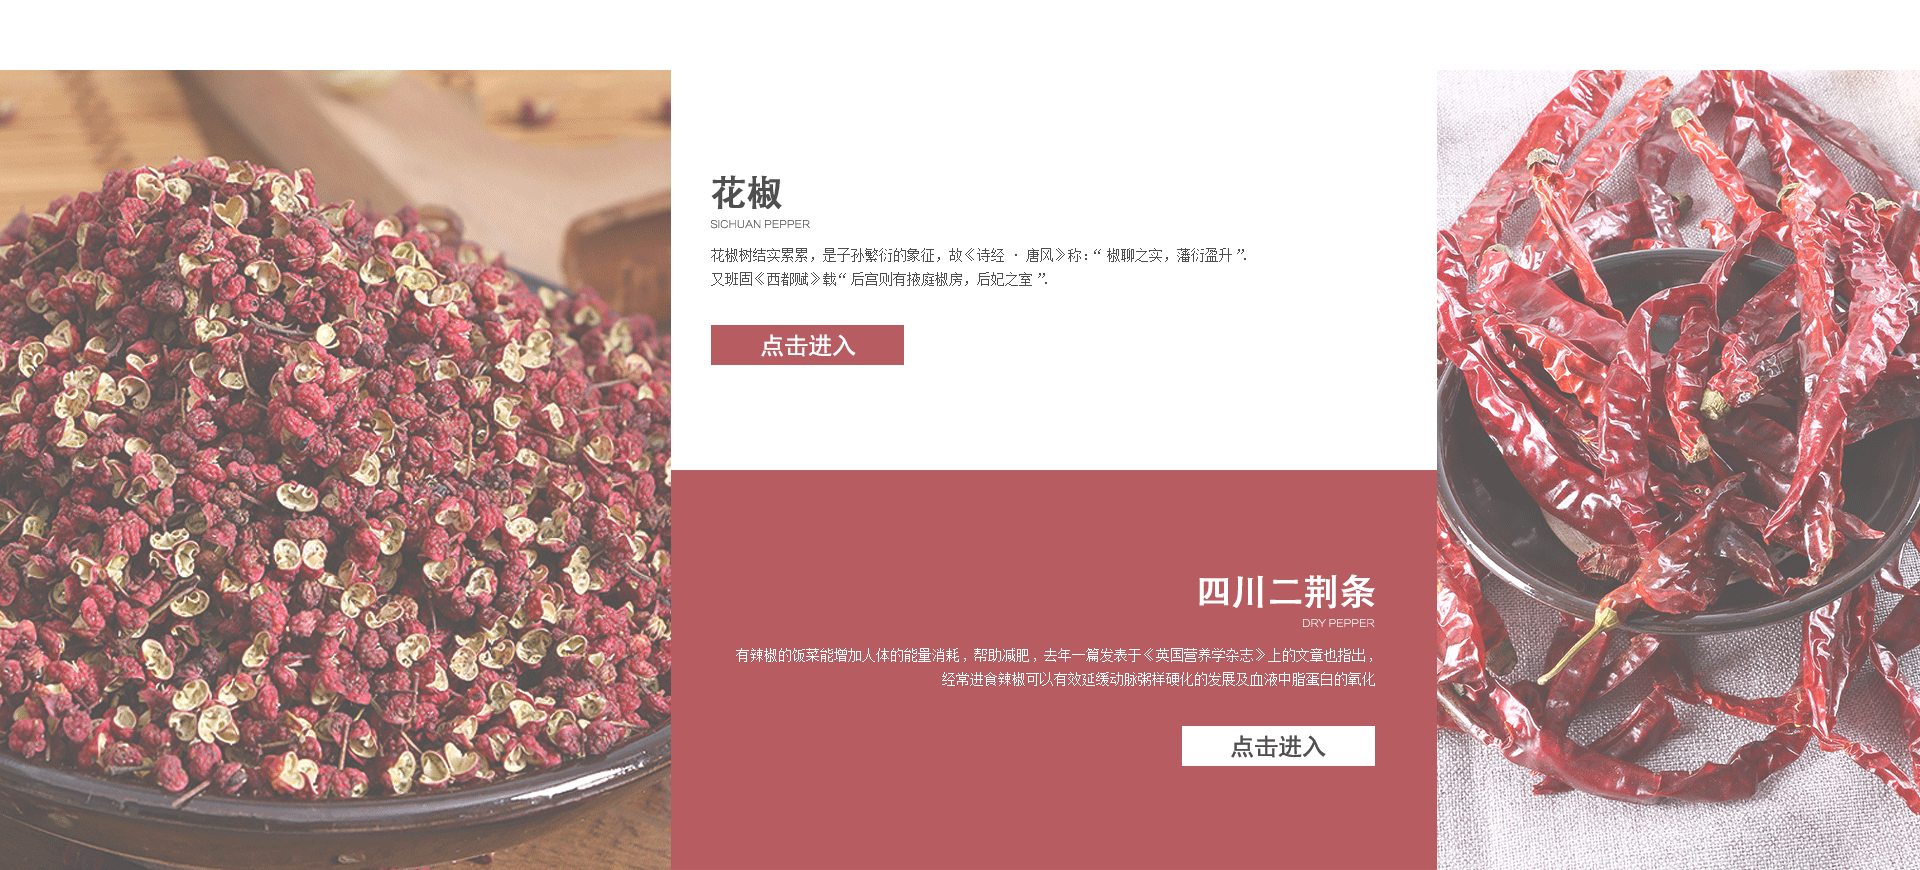 花椒
SICHUAN PEPPER
花椒树结实累累，是子孙繁衍的象征，故《诗经 · 唐风》称：“ 椒聊之实，藩衍盈升 ”.
又班固《西都赋》载“ 后宫则有掖庭椒房，后妃之室 ”.
点击进入
四川二荆条
DRY PEPPER
有辣椒的饭菜能增加人体的能量消耗，帮助减肥，去年一篇发表于《英国营养学杂志》上的文章也指出，
经常进食辣椒可以有效延缓动脉粥样硬化的发展及血液中脂蛋白的氧化
点击进入